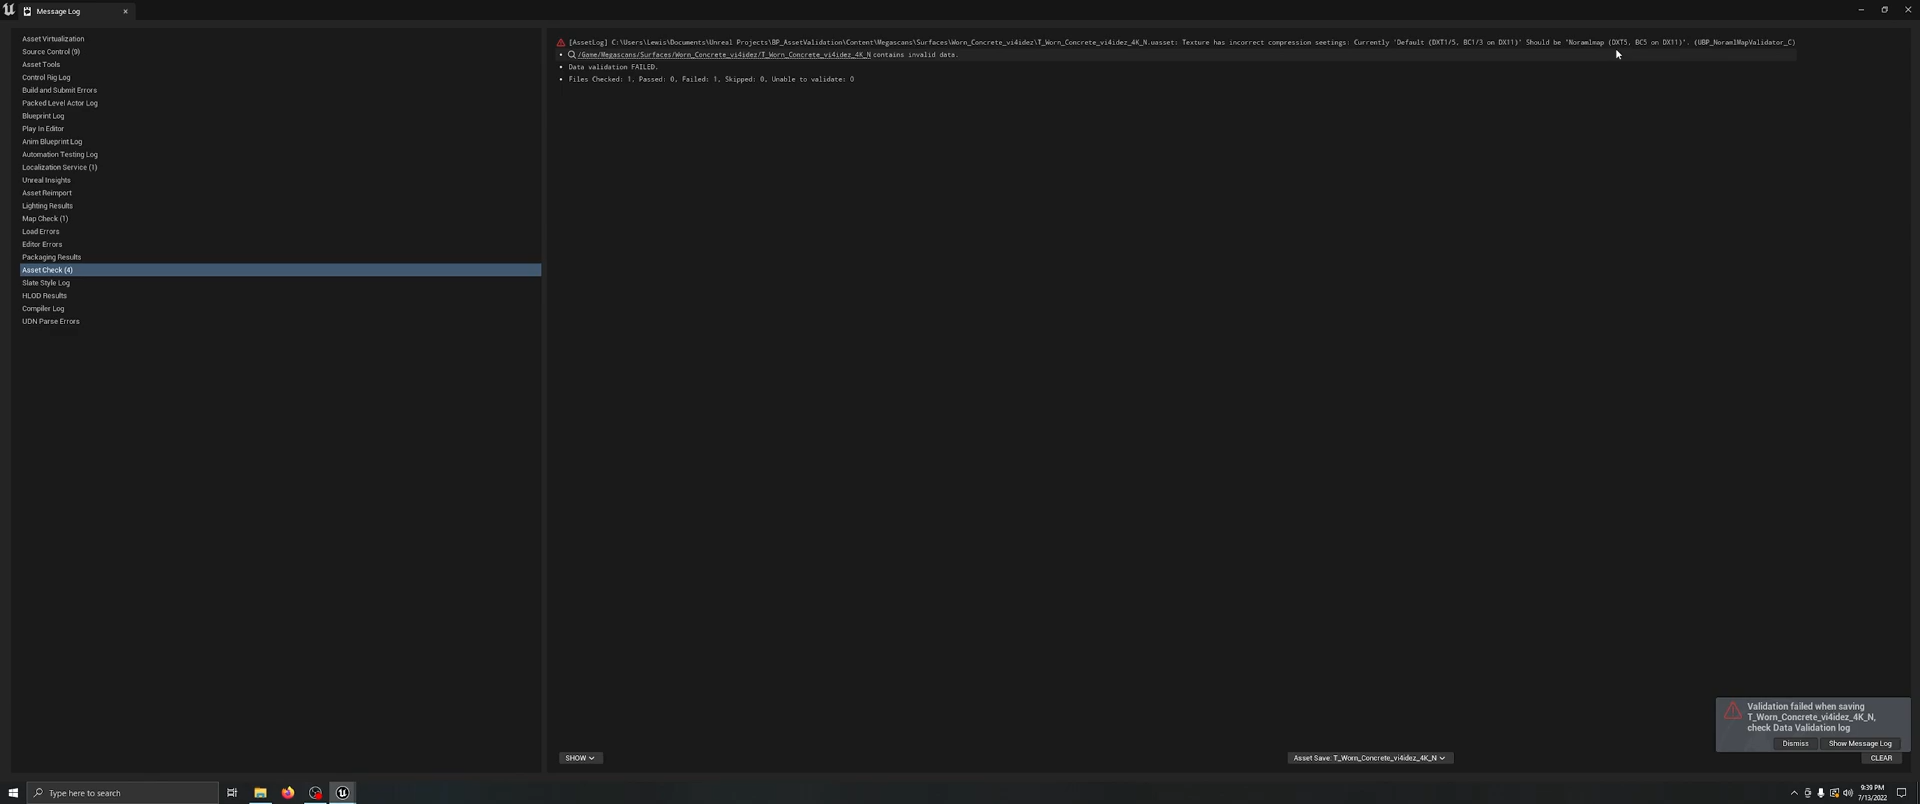 Message Log
Asset Virtualization
Source Control (9)
Asset Tools
Control Rig Log
Build and Submit Errors
Packed Level Actor Log
Blueprint Log
Play In Editor
Anim Blueprint Log
Automation Testing Log
Localization Service (1)
Unreal Insights
Asset Reimport
Lighting Results
Map Check (1)
Load Errors
Editor Errors
Packaging Results
Asset Check (4)
Slate Style Log
HLOD Results
Compiler Log
UDN Parse Errors
[AssetLog] C:\Users\Lewis\Documents\Unreal Projects\BP_AssetValidation\Content\Megascans\Surfaces\Worn_Concrete_vi4idez\T_Worn_Concrete_vi4idez_4K_N.uasset: Texture has incorrect compression seetings: Currently 'Default (DXT1/5, BC1/3 on DX11)' Should be 'Noramlmap (DXT5, BC5 on DX11)'. (UBP_NoramlMapValidator_C)
/Game/Megascans/Surfaces/Worn_Concrete_vi4idez/T_Worn_Concrete_vi4idez_4K_N contains invalid data.
Data validation FAILED.
Files Checked: 1, Passed: 0, Failed: 1, Skipped: 0, Unable to validate: 0
Validation failed when saving
T_Worn_Concrete_vi4idez_4K_N,
check Data Validation log
Dismiss Show Message Log
SHOW Asset Save: T_Worn_Concrete_vi4idez_4K_N CLEAR
Type here to search
9:39 PM
7/13/2022